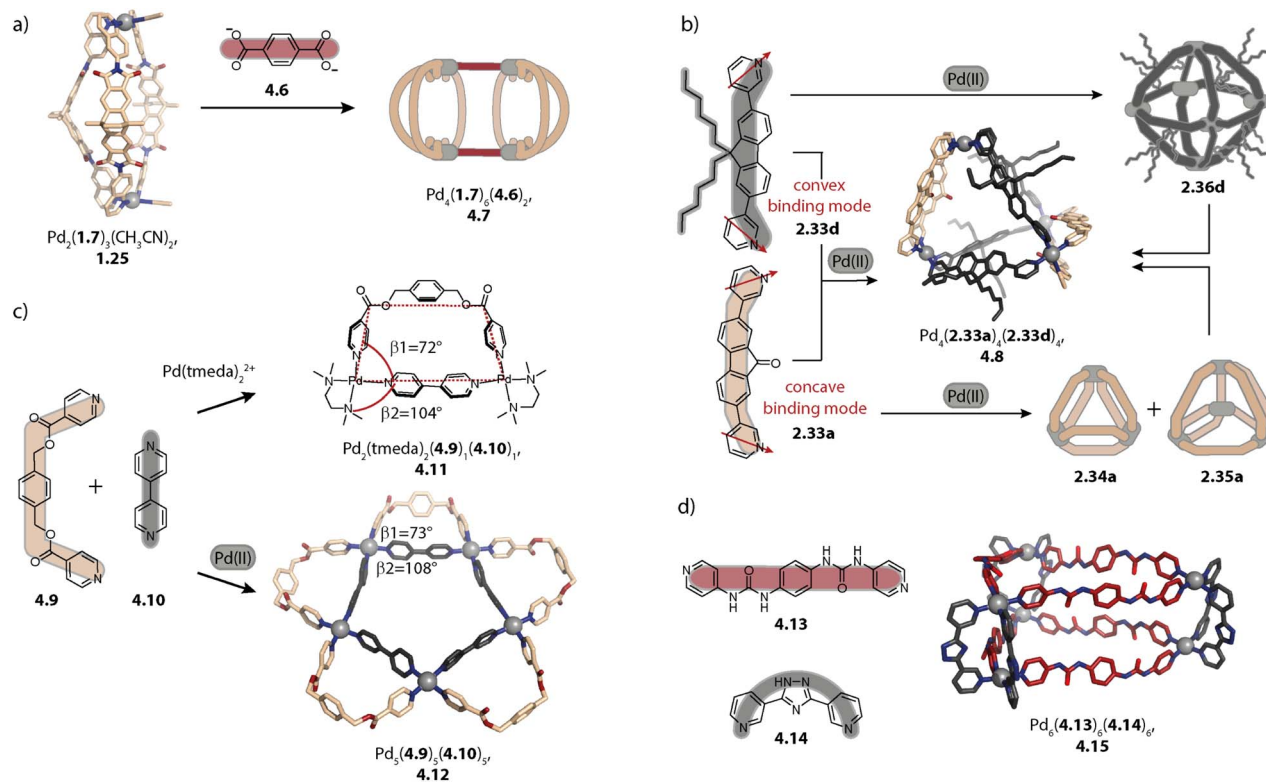 a)
O
O
O
O
4.6
Pd2(1.7)3(CH3CN)2,
1.25
Pd4(1.7)6(4.6)2,
4.7
b)
N
N
convex
binding mode
2.33d
Pd(II)
2.36d
Pd(II)
N
O
N
concave
binding mode
2.33a
Pd4(2.33a)4(2.33d)4,
4.8
Pd(II)
2.34a
+
2.35a
c)
N
O
O
O
O
N
4.9
+
N
N
4.10
Pd(tmeda)2 2+
O
O
O
O
N
N
β1=72°
N
Pd
N
N
Pd
N
N
N
β2=104°
Pd2(tmeda)2(4.9)1(4.10)1,
4.11
Pd(II)
β1=73°
β2=108°
Pd5(4.9)5(4.10)5,
4.12
d)
N
N
H
O
N
H
H
N
O
H
N
N
4.13
HN
N
N
N
N
4.14
Pd6(4.13)6(4.14)6,
4.15